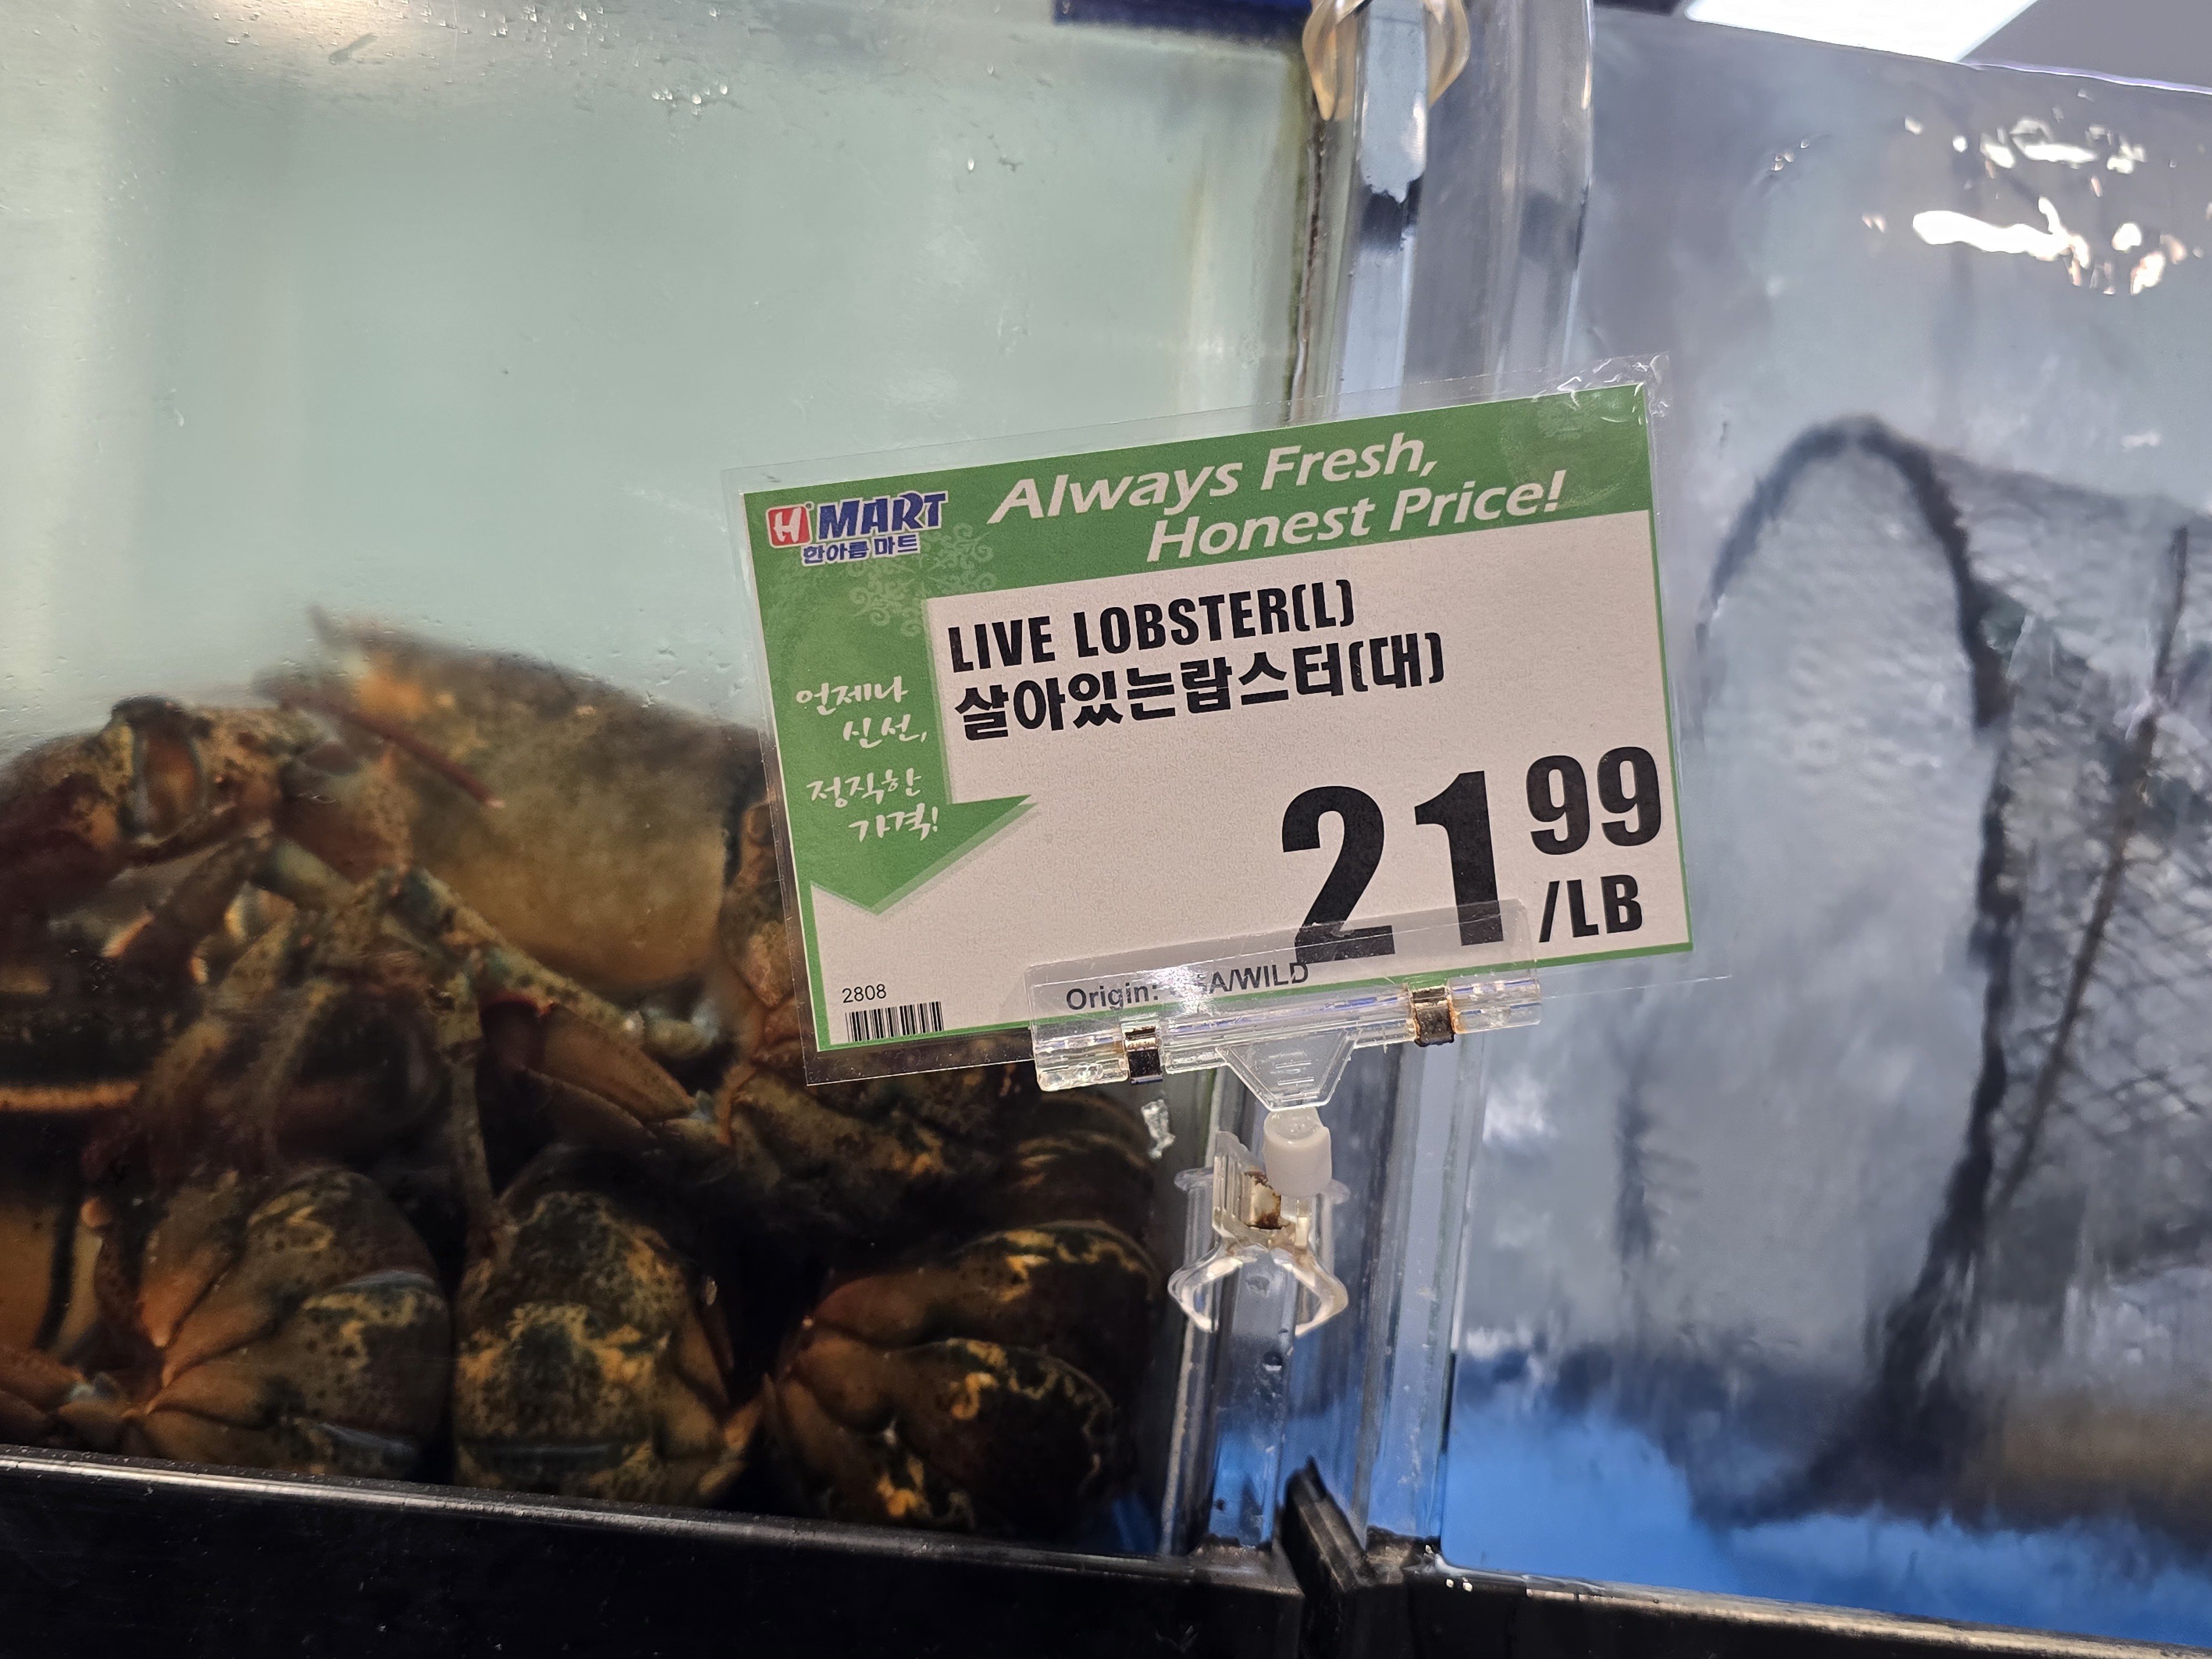 H MART
한아름 마트
Always Fresh,
Honest Price!
언제나
신선,
정직한
가격!
LIVE LOBSTER(L)
살아있는랍스터(대)
21 99
/LB
2808
Origin: /WILD